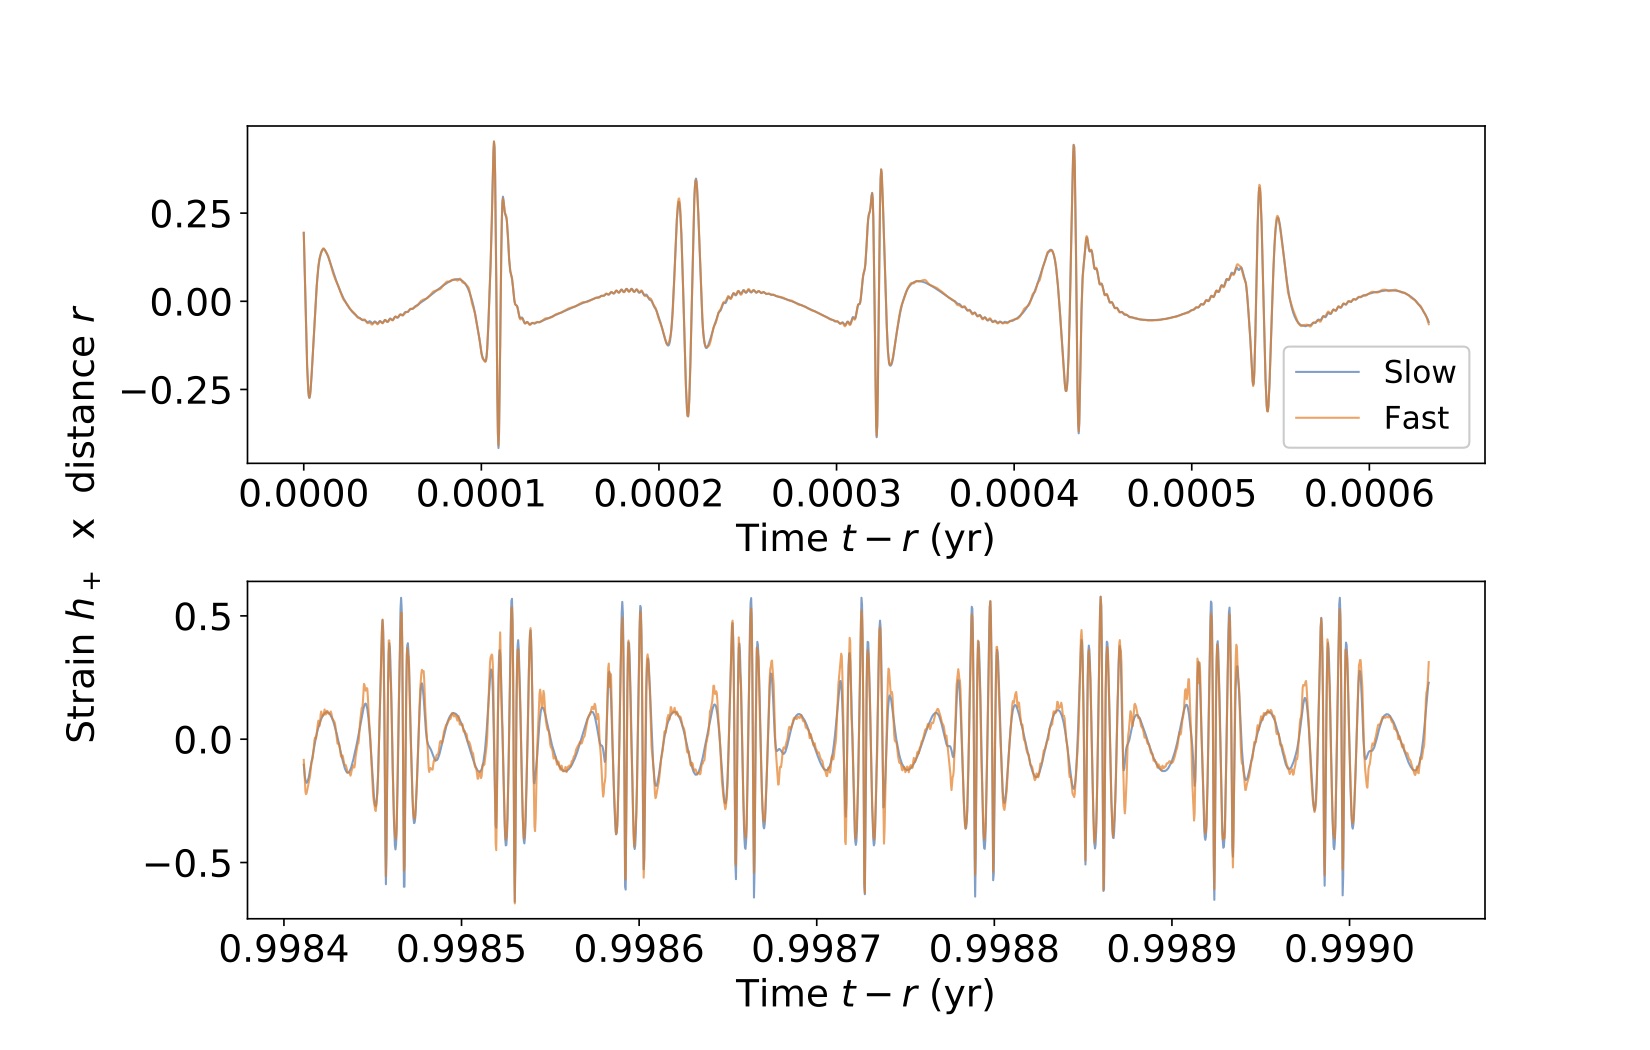 Strain h₊ x distance r
0.25
0.00
−0.25
Slow
Fast
0.0000 0.0001 0.0002 0.0003 0.0004 0.0005 0.0006
Time t − r (yr)
0.5
0.0
−0.5
0.9984 0.9985 0.9986 0.9987 0.9988 0.9989 0.9990
Time t − r (yr)